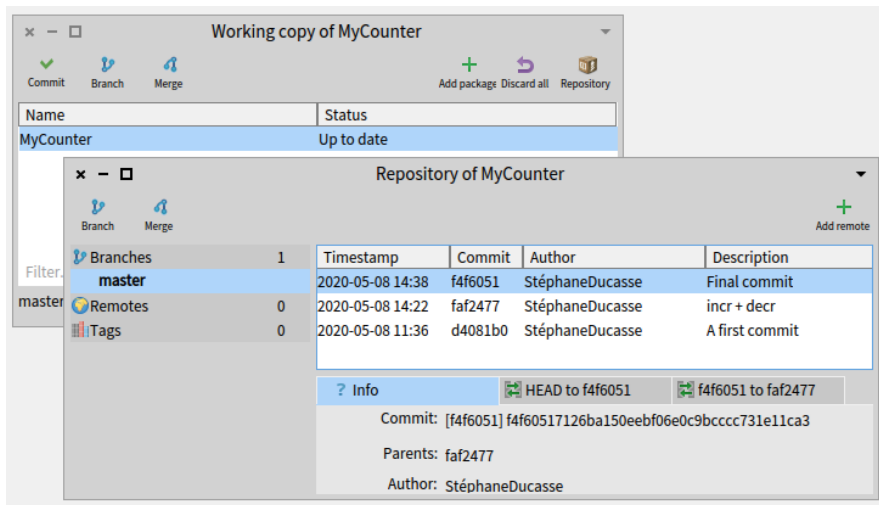 Working copy of MyCounter
Commit Branch Merge Add package Discard all Repository
Name Status
MyCounter Up to date
Filter.
master
Repository of MyCounter
Branch Merge Add remote
Branches 1
master
Remotes 0
Tags 0
Timestamp Commit Author Description
2020-05-08 14:38 f4f6051 StéphaneDucasse Final commit
2020-05-08 14:22 faf2477 StéphaneDucasse incr + decr
2020-05-08 11:36 d4081b0 StéphaneDucasse A first commit
? Info HEAD to f4f6051 f4f6051 to faf2477
Commit: [f4f6051] f4f60517126ba150eebf06e0c9bcccc731e11ca3
Parents: faf2477
Author: StéphaneDucasse